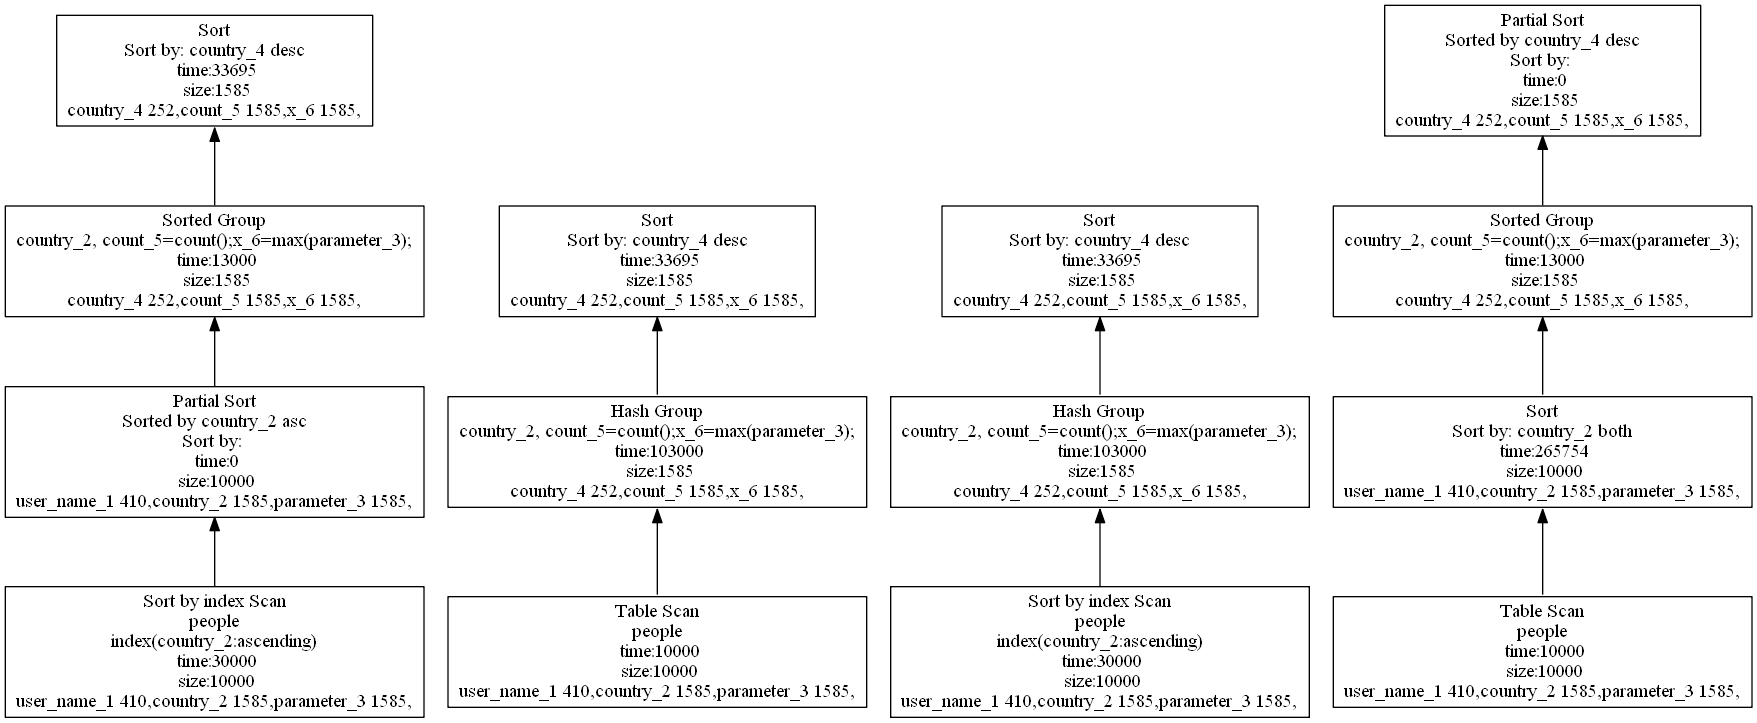 Sort
Sort by: country_4 desc
time:33695
size:1585
country_4 252,count_5 1585,x_6 1585,
Sorted Group
country_2, count_5=count();x_6=max(parameter_3);
time:13000
size:1585
country_4 252,count_5 1585,x_6 1585,
Partial Sort
Sorted by country_2 asc
Sort by:
time:0
size:10000
user_name_1 410,country_2 1585,parameter_3 1585,
Sort by index Scan
people
index(country_2:ascending)
time:30000
size:10000
user_name_1 410,country_2 1585,parameter_3 1585,
Sort
Sort by: country_4 desc
time:33695
size:1585
country_4 252,count_5 1585,x_6 1585,
Hash Group
country_2, count_5=count();x_6=max(parameter_3);
time:103000
size:1585
country_4 252,count_5 1585,x_6 1585,
Table Scan
people
time:10000
size:10000
user_name_1 410,country_2 1585,parameter_3 1585,
Sort
Sort by: country_4 desc
time:33695
size:1585
country_4 252,count_5 1585,x_6 1585,
Hash Group
country_2, count_5=count();x_6=max(parameter_3);
time:103000
size:1585
country_4 252,count_5 1585,x_6 1585,
Sort by index Scan
people
index(country_2:ascending)
time:30000
size:10000
user_name_1 410,country_2 1585,parameter_3 1585,
Partial Sort
Sorted by country_4 desc
Sort by:
time:0
size:1585
country_4 252,count_5 1585,x_6 1585,
Sorted Group
country_2, count_5=count();x_6=max(parameter_3);
time:13000
size:1585
country_4 252,count_5 1585,x_6 1585,
Sort
Sort by: country_2 both
time:265754
size:10000
user_name_1 410,country_2 1585,parameter_3 1585,
Table Scan
people
time:10000
size:10000
user_name_1 410,country_2 1585,parameter_3 1585,